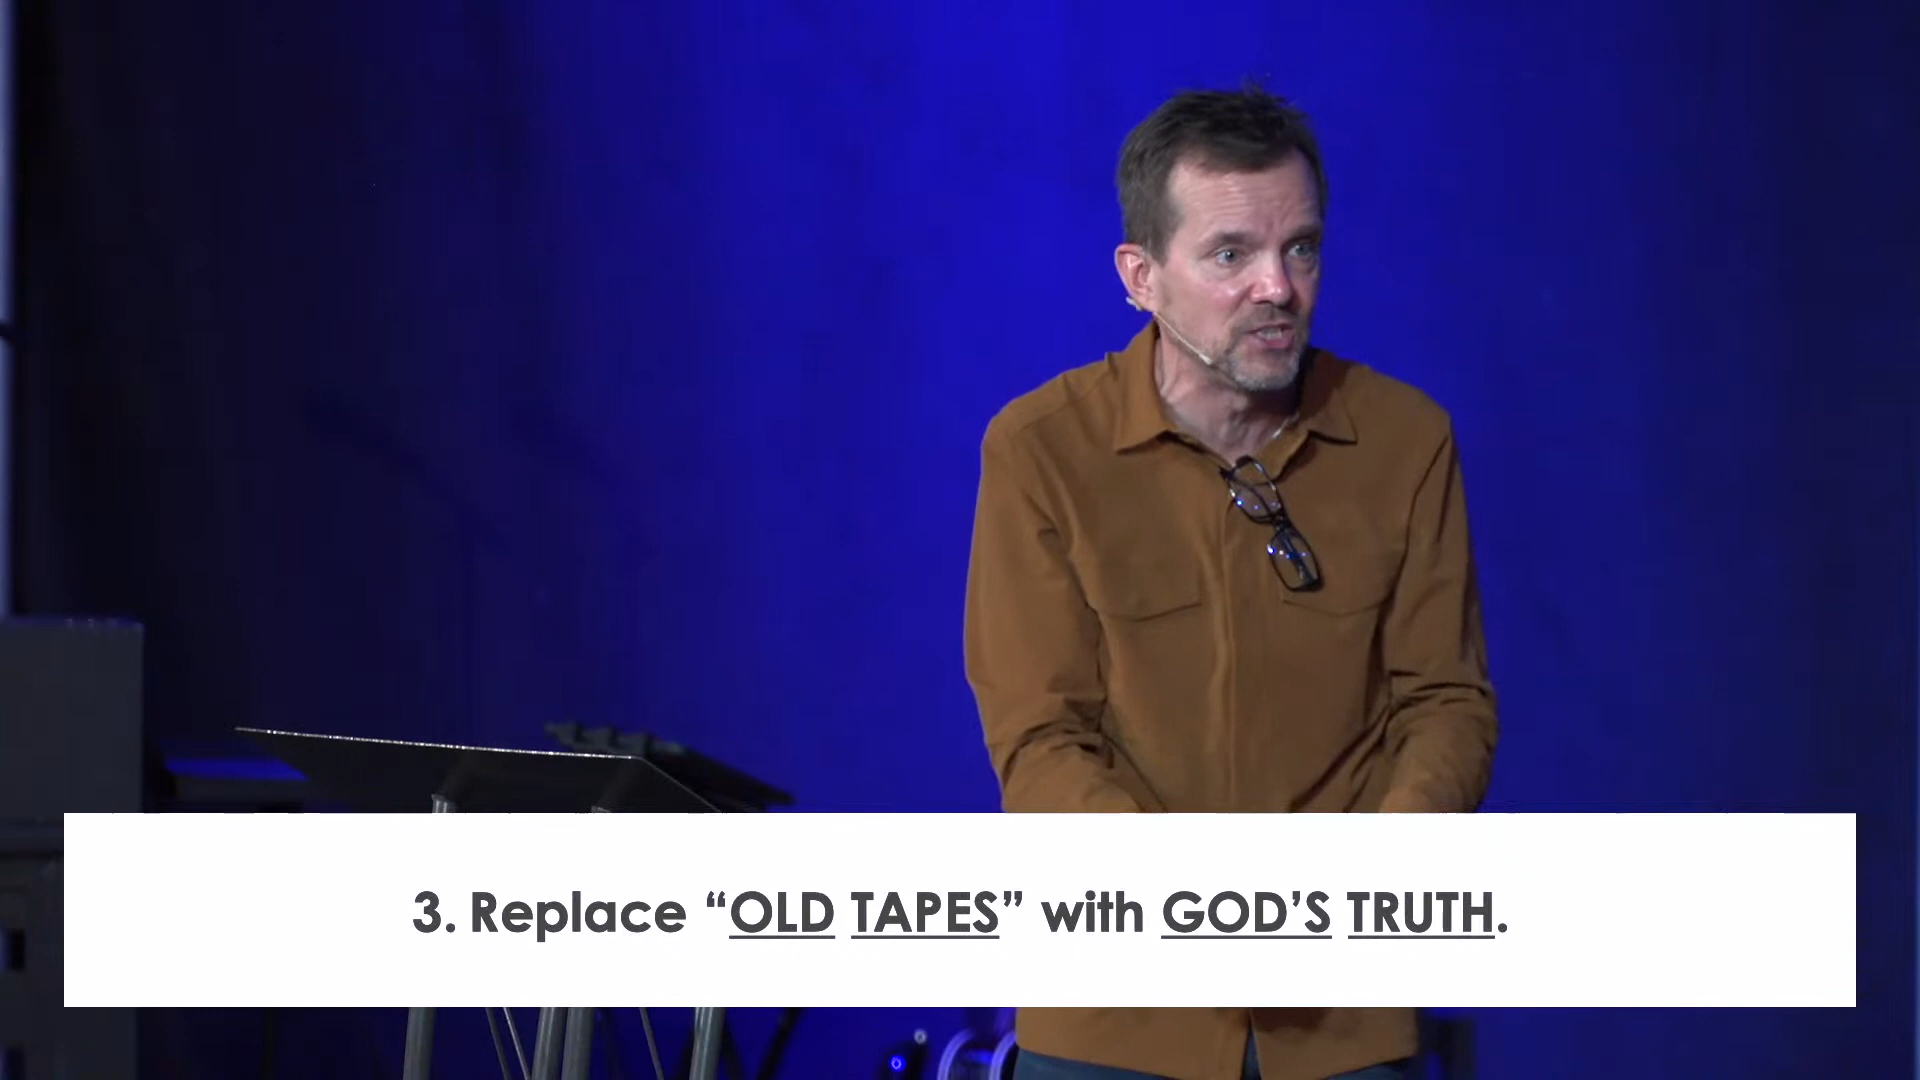 3. Replace “OLD TAPES” with GOD’S TRUTH.